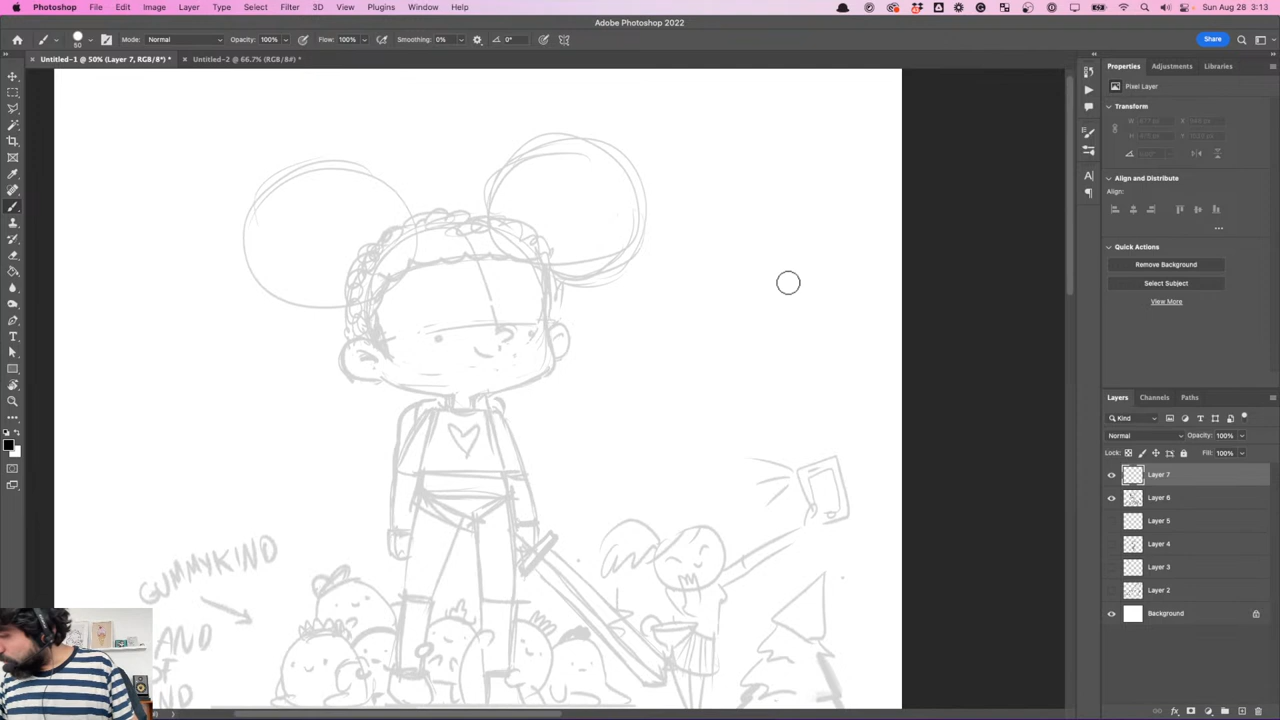 Photoshop File Edit Image Layer Type Select Filter 3D View Plugins Window Help Sun Aug 28 3:13
Adobe Photoshop 2022
60 Mode: Normal Opacity: 100% Flow: 100% Smoothing: 0% 0° Share
Untitled-1 @ 50% (Layer 7, RGB/8*) * Untitled-2 @ 66.7% (RGB/8#) *
Properties Adjustments Libraries
Pixel Layer
Transform
Align and Distribute
Align:
Quick Actions
Remove Background
Select Subject
View More
Layers Channels Paths
Kind
Normal Opacity: 100%
Lock: Fill: 100%
Layer 7
Layer 6
Layer 5
Layer 4
Layer 3
Layer 2
Background
GUMMYKIND
AND
OF